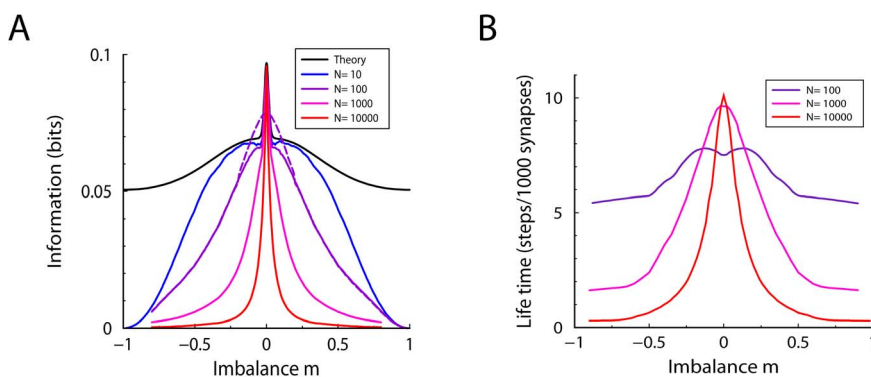 A
Information (bits)
0.1
0.05
0
Theory
N= 10
N= 100
N= 1000
N= 10000
−1
−0.5
0
0.5
1
Imbalance m
B
Life time (steps/1000 synapses)
10
5
0
N= 100
N= 1000
N= 10000
−1
−0.5
0
0.5
1
Imbalance m